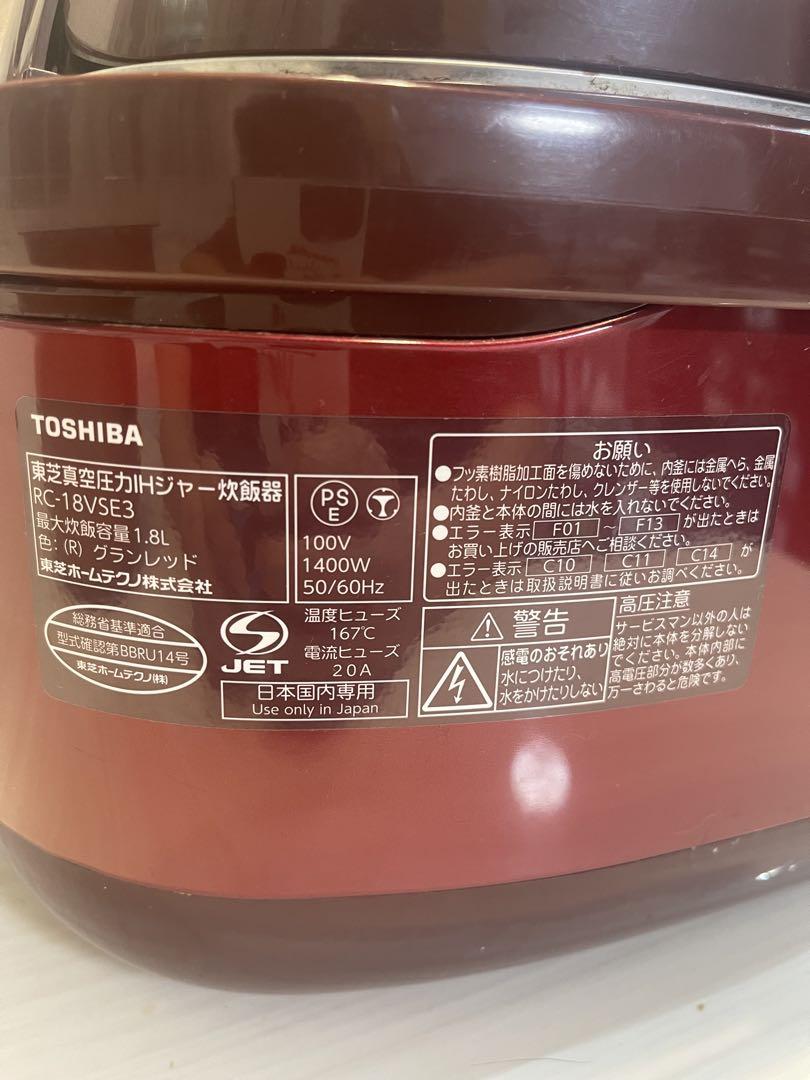 TOSHIBA
東芝真空圧力IHジャー炊飯器
RC-18VSE3
最大炊飯容量1.8L
色：(R) グランレッド
東芝ホームテクノ株式会社
PS
E
100V
1400W
50/60Hz
お願い
●フッ素樹脂加工面を傷めないために、内釜には金属へら、金属
たわし、ナイロンたわし、クレンザー等を使用しないでください。
●内釜と本体の間には水を入れないでください。
●エラー表示 F01 ～ F13 が出たときは
お買い上げの販売店へご相談ください。
●エラー表示 C10 C11 C14 が
出たときは取扱説明書に従いお調べください。
総務省基準適合
型式確認第BBRU14号
東芝ホームテクノ(株)
JET
温度ヒューズ
167℃
電流ヒューズ
20A
日本国内専用
Use only in Japan
警告
感電のおそれあり
水につけたり、
水をかけたりしない
高圧注意
サービスマン以外の人は
絶対に本体を分解しない
でください。本体内部に
高電圧部分が数多くあり、
万一さわると危険です。